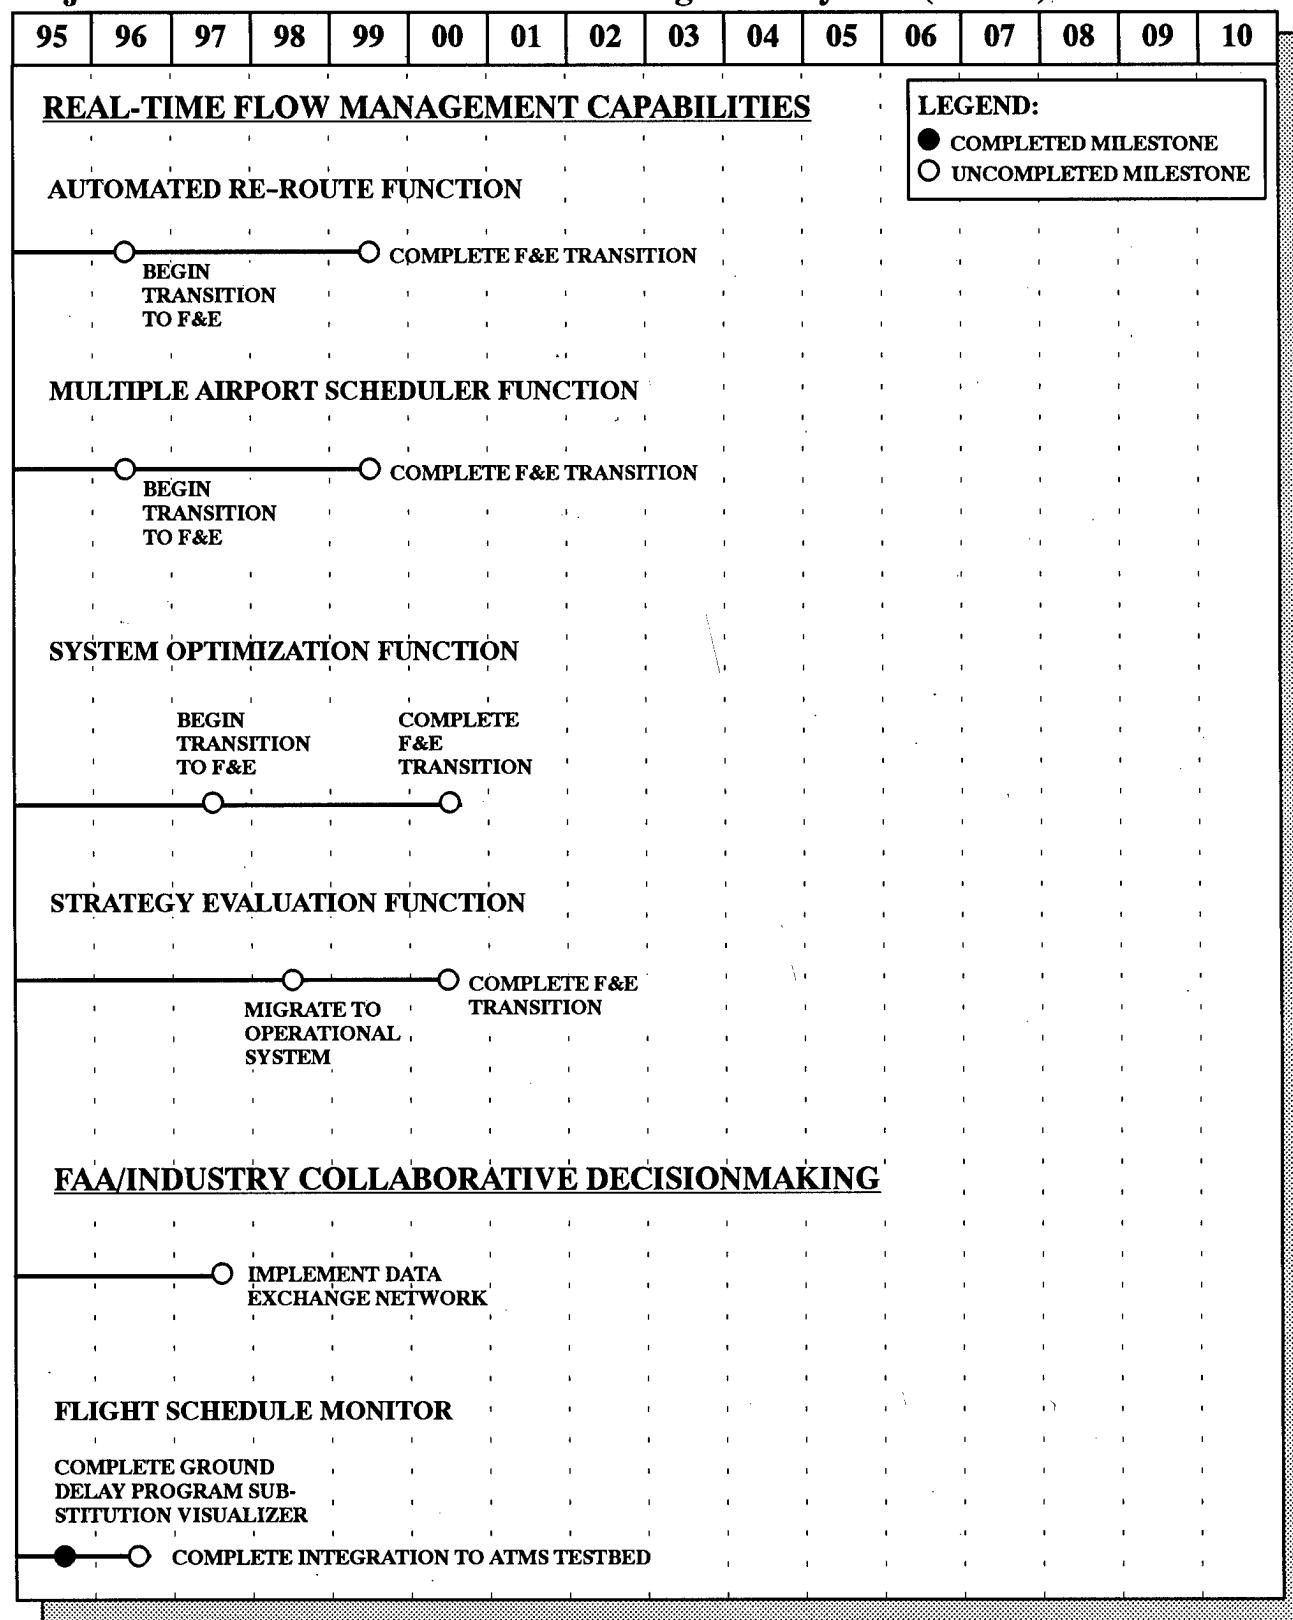 95 96 97 98 99 00 01 02 03 04 05 06 07 08 09 10
REAL-TIME FLOW MANAGEMENT CAPABILITIES
LEGEND:
COMPLETED MILESTONE
UNCOMPLETED MILESTONE
AUTOMATED RE-ROUTE FUNCTION
COMPLETE F&E TRANSITION
BEGIN
TRANSITION
TO F&E
MULTIPLE AIRPORT SCHEDULER FUNCTION
COMPLETE F&E TRANSITION
BEGIN
TRANSITION
TO F&E
SYSTEM OPTIMIZATION FUNCTION
BEGIN
TRANSITION
TO F&E
COMPLETE
F&E
TRANSITION
STRATEGY EVALUATION FUNCTION
COMPLETE F&E
TRANSITION
MIGRATE TO
OPERATIONAL
SYSTEM
FAA/INDUSTRY COLLABORATIVE DECISIONMAKING
IMPLEMENT DATA
EXCHANGE NETWORK
FLIGHT SCHEDULE MONITOR
COMPLETE GROUND
DELAY PROGRAM SUB-
STITUTION VISUALIZER
COMPLETE INTEGRATION TO ATMS TESTBED